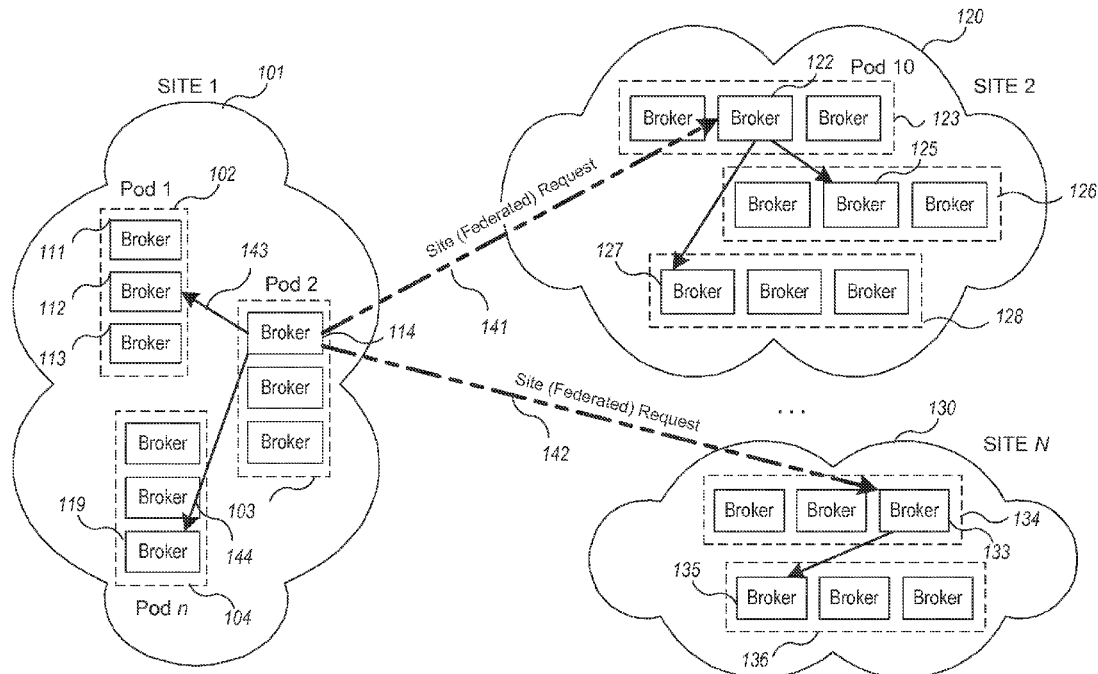 SITE 1
101
Pod 1
102
111
Broker
112
Broker
113
Broker
143
Pod 2
Broker
114
Broker
Broker
103
Broker
Broker
119
Broker
144
Pod n
104
Site (Federated) Request
141
Site (Federated) Request
142
120
SITE 2
122
Pod 10
Broker
Broker
Broker
123
125
Broker
Broker
Broker
126
127
Broker
Broker
Broker
128
...
130
SITE N
Broker
Broker
Broker
134
133
135
Broker
Broker
Broker
136